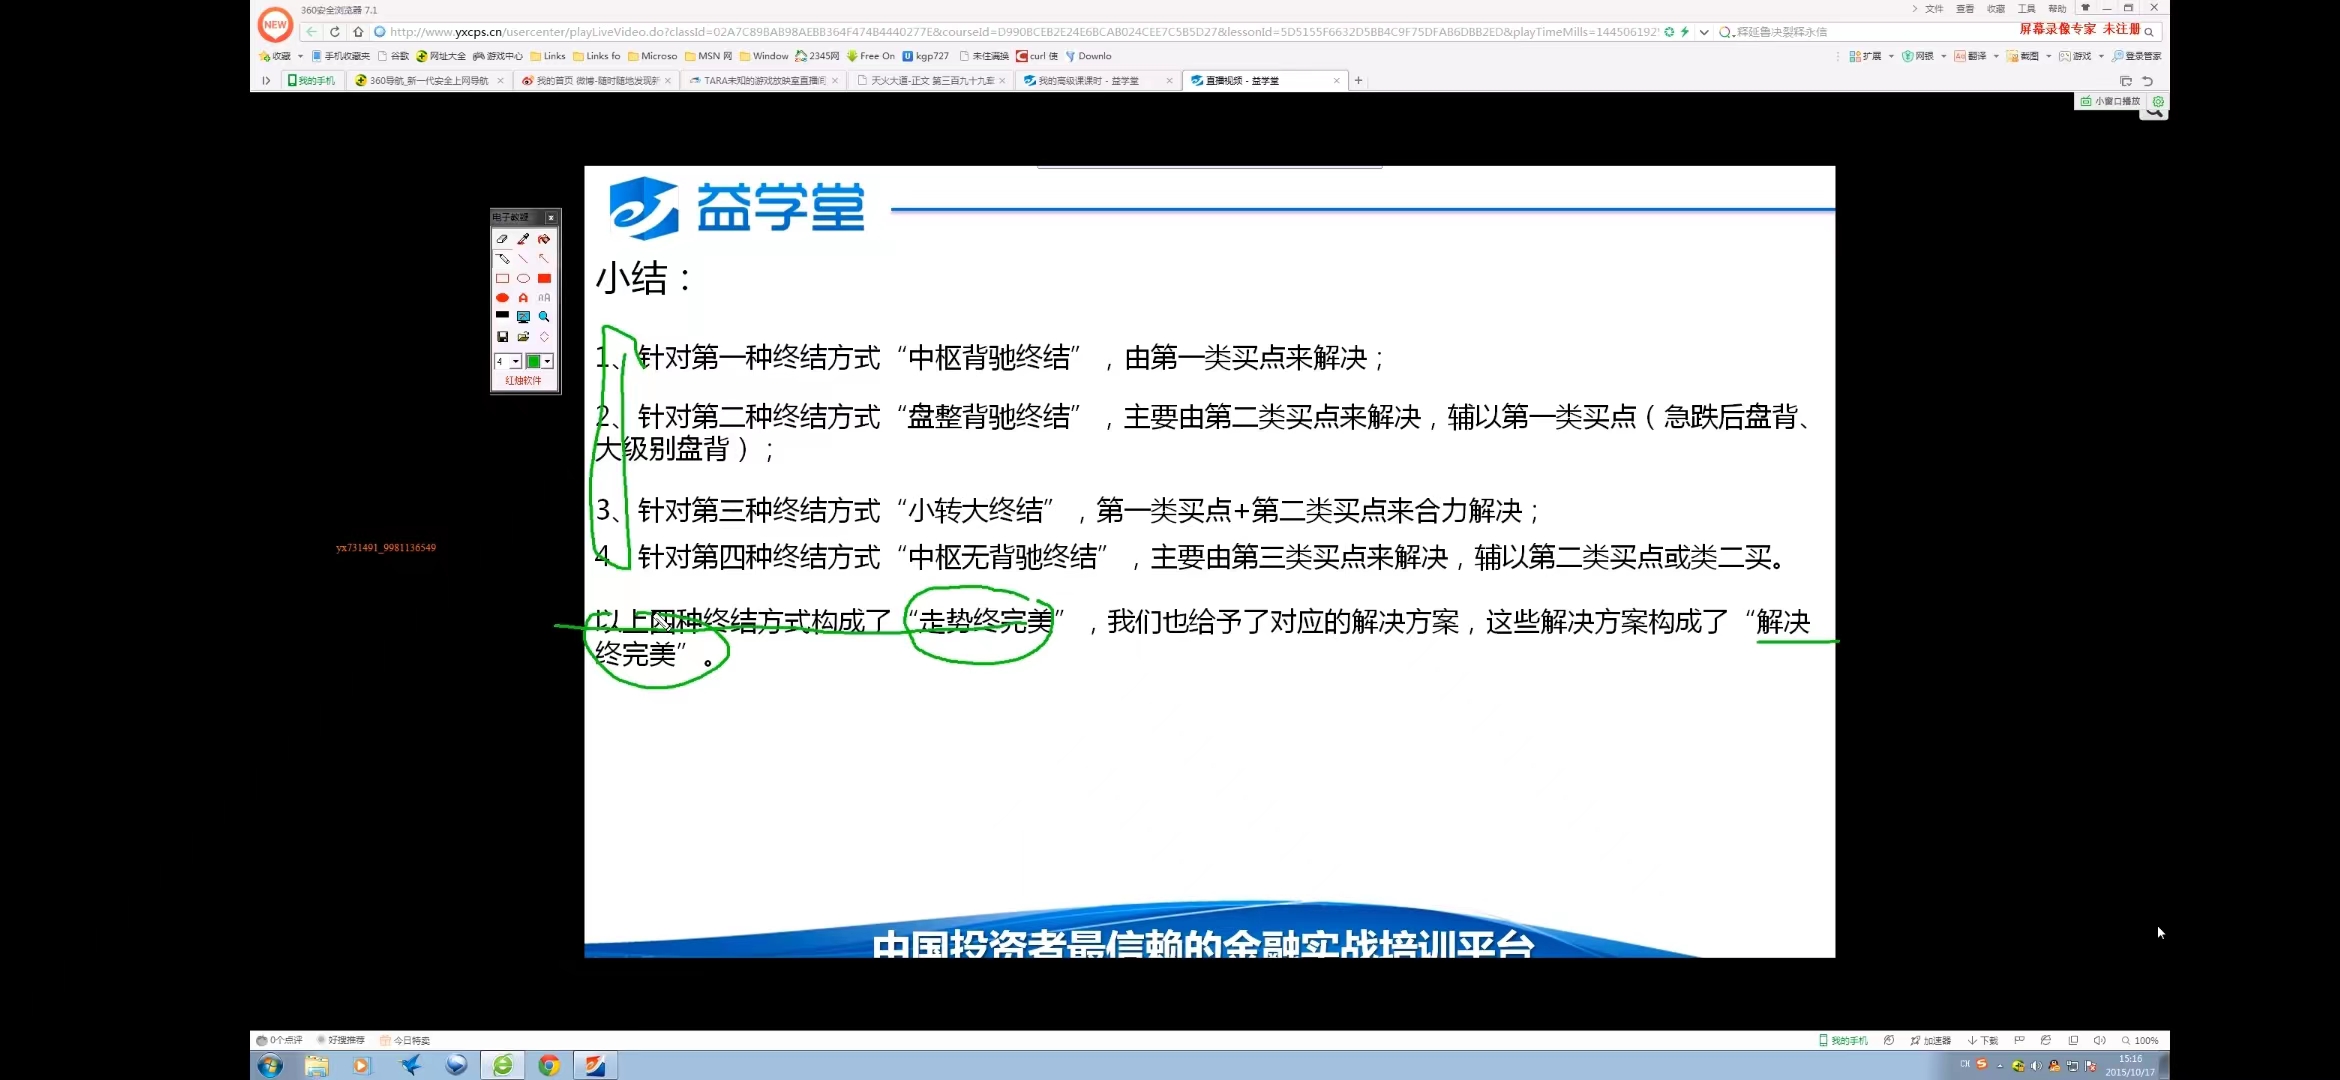 360安全浏览器 7.1
文件 查看 收藏 工具 帮助
NEW
http://www.yxcps.cn/usercenter/playLiveVideo.do?classId=02A7C89BAB98AEBB364F474B4440277E&courseId=D990BCEB2E24E6BCAB024CEE7C5B5D27&lessonId=5D5155F6632D5BB4C9F75DFAB6DBB2ED&playTimeMills=144506192
释延鲁决裂释永信
屏幕录像专家 未注册
收藏 手机收藏夹 谷歌 网址大全 游戏中心 Links Links fo Microso MSN 网 Window 2345网 Free On kgp727 未住满换 curl 使 Downlo
扩展 网银 翻译 截图 游戏 登录管家
我的手机 360导航_新一代安全上网导航 我的首页 微博-随时随地发现新 TARA未知的游戏放映室直播间 天火大道-正文 第三百九十九章 我的高级课课时 - 益学堂 直播视频 - 益学堂
小窗口播放
益学堂
电子教鞭
4
红烛软件
小结：
1、针对第一种终结方式“中枢背驰终结”，由第一类买点来解决；
2、针对第二种终结方式“盘整背驰终结”，主要由第二类买点来解决，辅以第一类买点（急跌后盘背、
大级别盘背）；
3、针对第三种终结方式“小转大终结”，第一类买点+第二类买点来合力解决；
4、针对第四种终结方式“中枢无背驰终结”，主要由第三类买点来解决，辅以第二类买点或类二买。
yx731491_9981136549
以上四种终结方式构成了“走势终完美”，我们也给予了对应的解决方案，这些解决方案构成了“解决
终完美”。
中国投资者最信赖的金融实战培训平台
0个点评 好搜推荐 今日特卖
我的手机 加速器 下载 100%
CH
15:16
2015/10/17